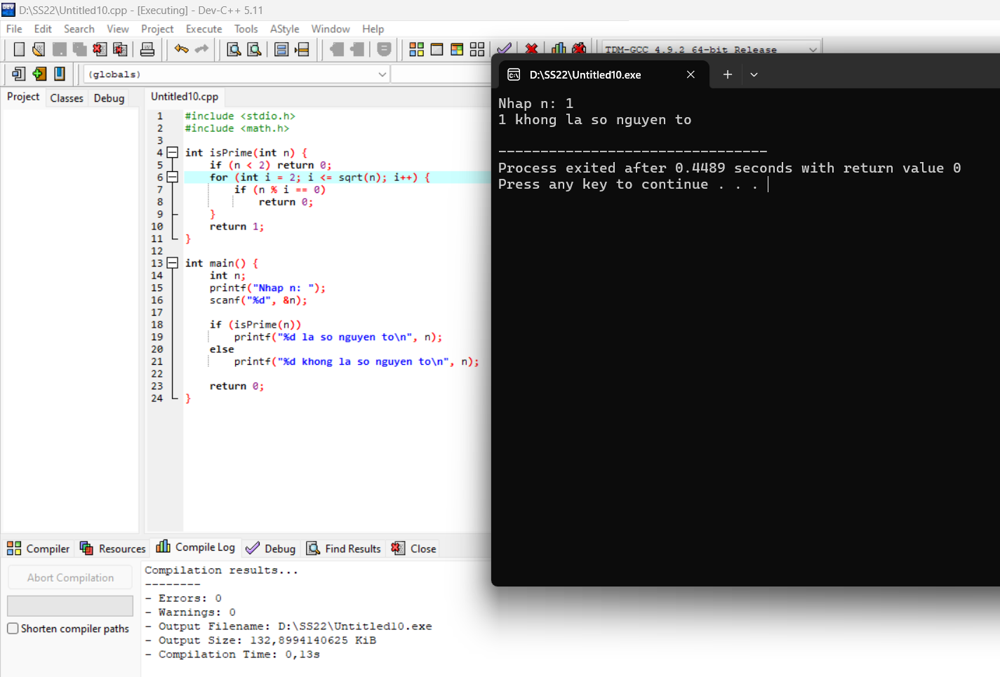 D:\SS22\Untitled10.cpp - [Executing] - Dev-C++ 5.11
File Edit Search View Project Execute Tools AStyle Window Help
TDM-GCC 4.9.2 64-bit Release
(globals)
Project Classes Debug
Untitled10.cpp
1 #include <stdio.h>
2 #include <math.h>
3
4 int isPrime(int n) {
5 if (n < 2) return 0;
6 for (int i = 2; i <= sqrt(n); i++) {
7 if (n % i == 0)
8 return 0;
9 }
10 return 1;
11 }
12
13 int main() {
14 int n;
15 printf("Nhap n: ");
16 scanf("%d", &n);
17
18 if (isPrime(n))
19 printf("%d la so nguyen to\n", n);
20 else
21 printf("%d khong la so nguyen to\n", n);
22
23 return 0;
24 }
D:\SS22\Untitled10.exe
Nhap n: 1
1 khong la so nguyen to
--------------------------------
Process exited after 0.4489 seconds with return value 0
Press any key to continue . . .
Compiler Resources Compile Log Debug Find Results Close
Abort Compilation
Shorten compiler paths
Compilation results...
--------
- Errors: 0
- Warnings: 0
- Output Filename: D:\SS22\Untitled10.exe
- Output Size: 132,8994140625 KiB
- Compilation Time: 0,13s